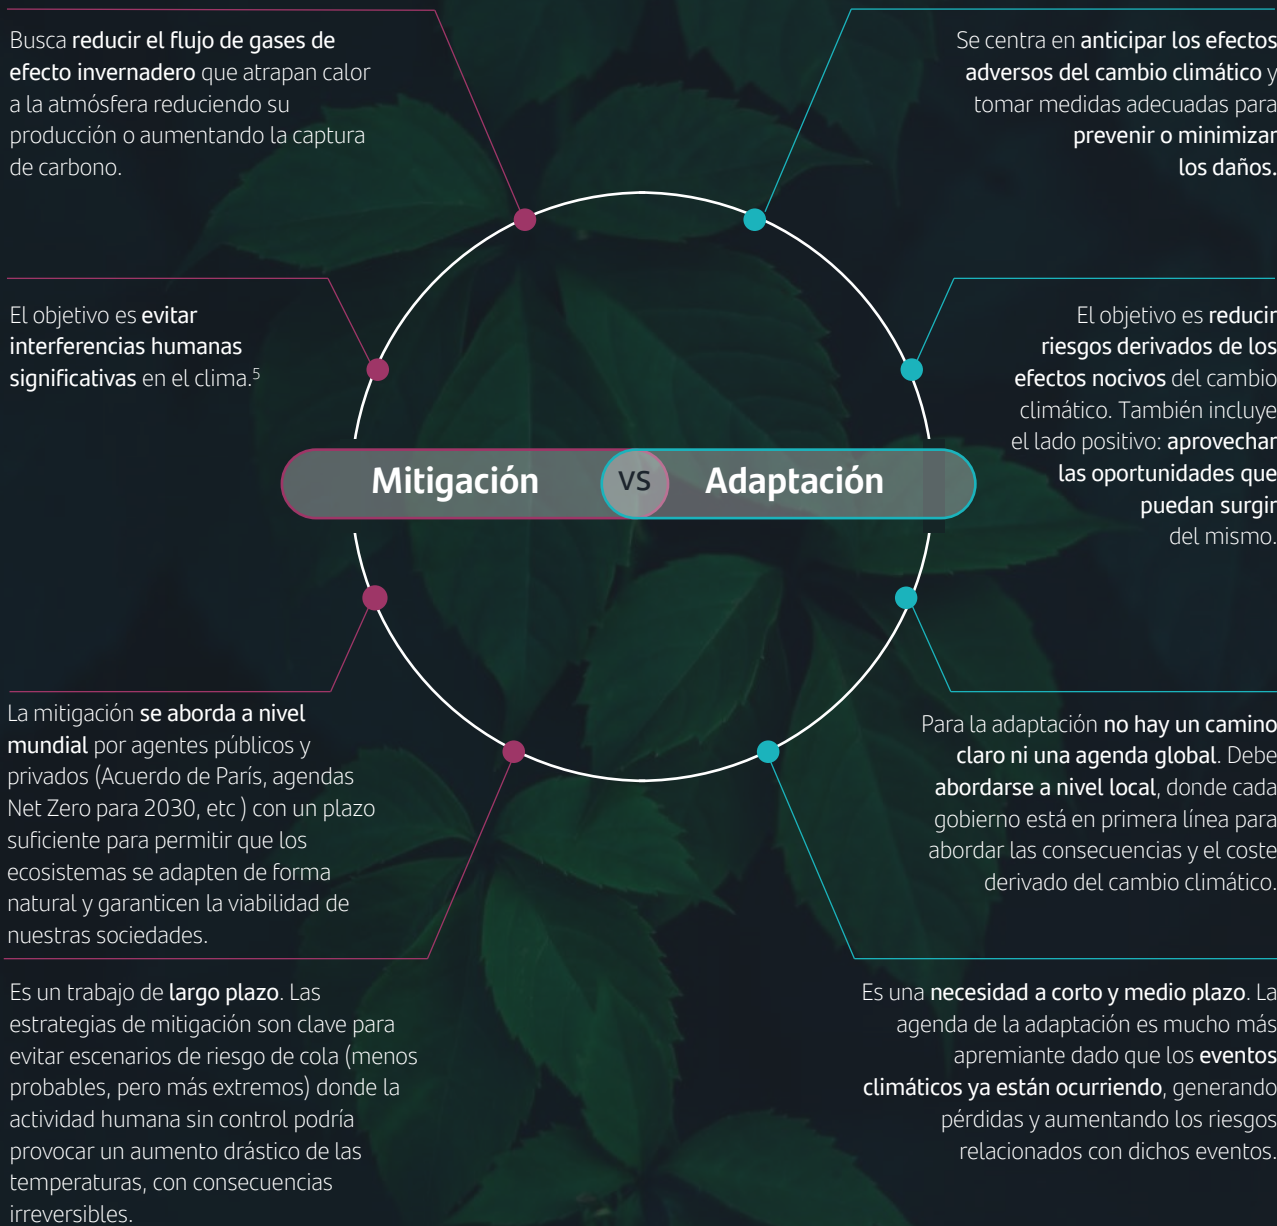 Busca reducir el flujo de gases de
efecto invernadero que atrapan calor
a la atmósfera reduciendo su
producción o aumentando la captura
de carbono.
Se centra en anticipar los efectos
adversos del cambio climático y
tomar medidas adecuadas para
prevenir o minimizar
los daños.
El objetivo es evitar
interferencias humanas
significativas en el clima.⁵
El objetivo es reducir
riesgos derivados de los
efectos nocivos del cambio
climático. También incluye
el lado positivo: aprovechar
las oportunidades que
puedan surgir
del mismo.
Mitigación vs Adaptación
La mitigación se aborda a nivel
mundial por agentes públicos y
privados (Acuerdo de París, agendas
Net Zero para 2030, etc ) con un plazo
suficiente para permitir que los
ecosistemas se adapten de forma
natural y garanticen la viabilidad de
nuestras sociedades.
Para la adaptación no hay un camino
claro ni una agenda global. Debe
abordarse a nivel local, donde cada
gobierno está en primera línea para
abordar las consecuencias y el coste
derivado del cambio climático.
Es un trabajo de largo plazo. Las
estrategias de mitigación son clave para
evitar escenarios de riesgo de cola (menos
probables, pero más extremos) donde la
actividad humana sin control podría
provocar un aumento drástico de las
temperaturas, con consecuencias
irreversibles.
Es una necesidad a corto y medio plazo. La
agenda de la adaptación es mucho más
apremiante dado que los eventos
climáticos ya están ocurriendo, generando
pérdidas y aumentando los riesgos
relacionados con dichos eventos.